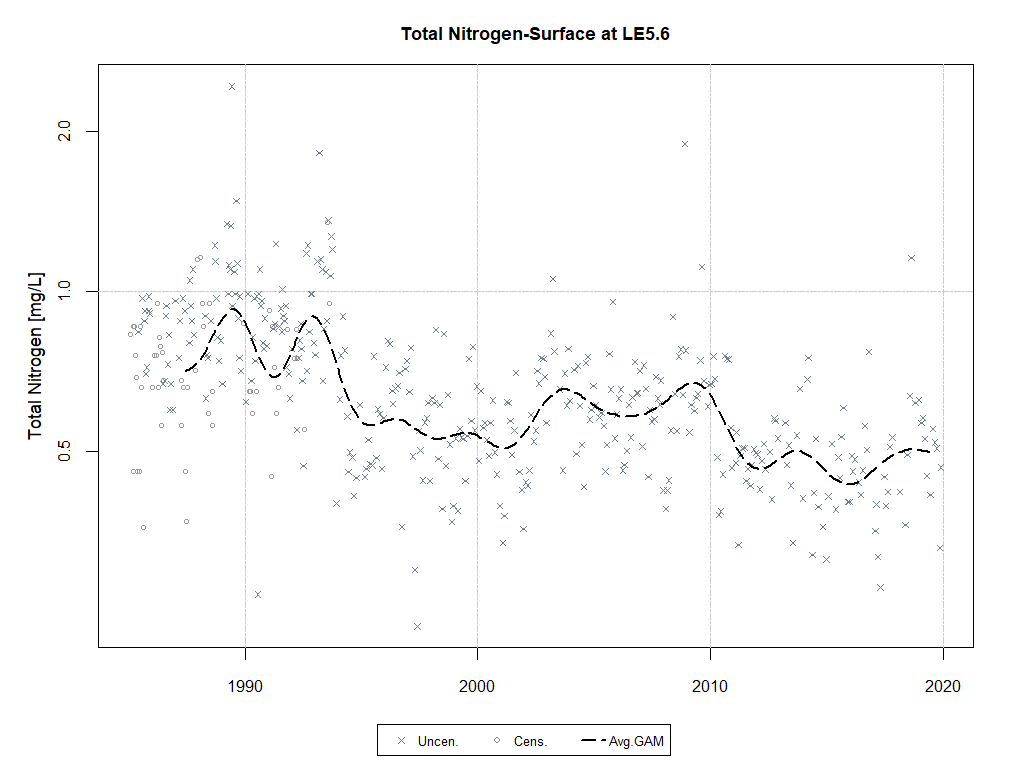 Total Nitrogen-Surface at LE5.6
Total Nitrogen [mg/L]
2.0
1.0
0.5
1990 2000 2010 2020
Uncen. Cens. Avg.GAM